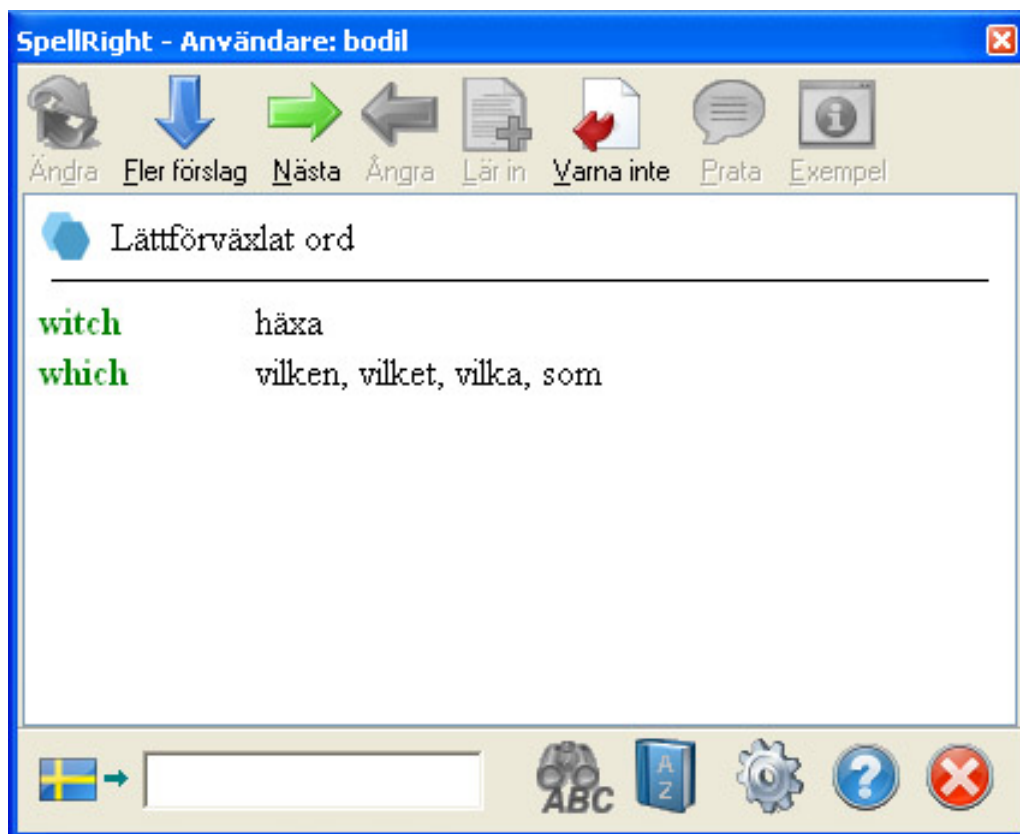 SpellRight - Användare: bodil
Ändra Fler förslag Nästa Ångra Lär in Varna inte Prata Exempel
Lättförväxlat ord
witch häxa
which vilken, vilket, vilka, som
ABC A Z ?